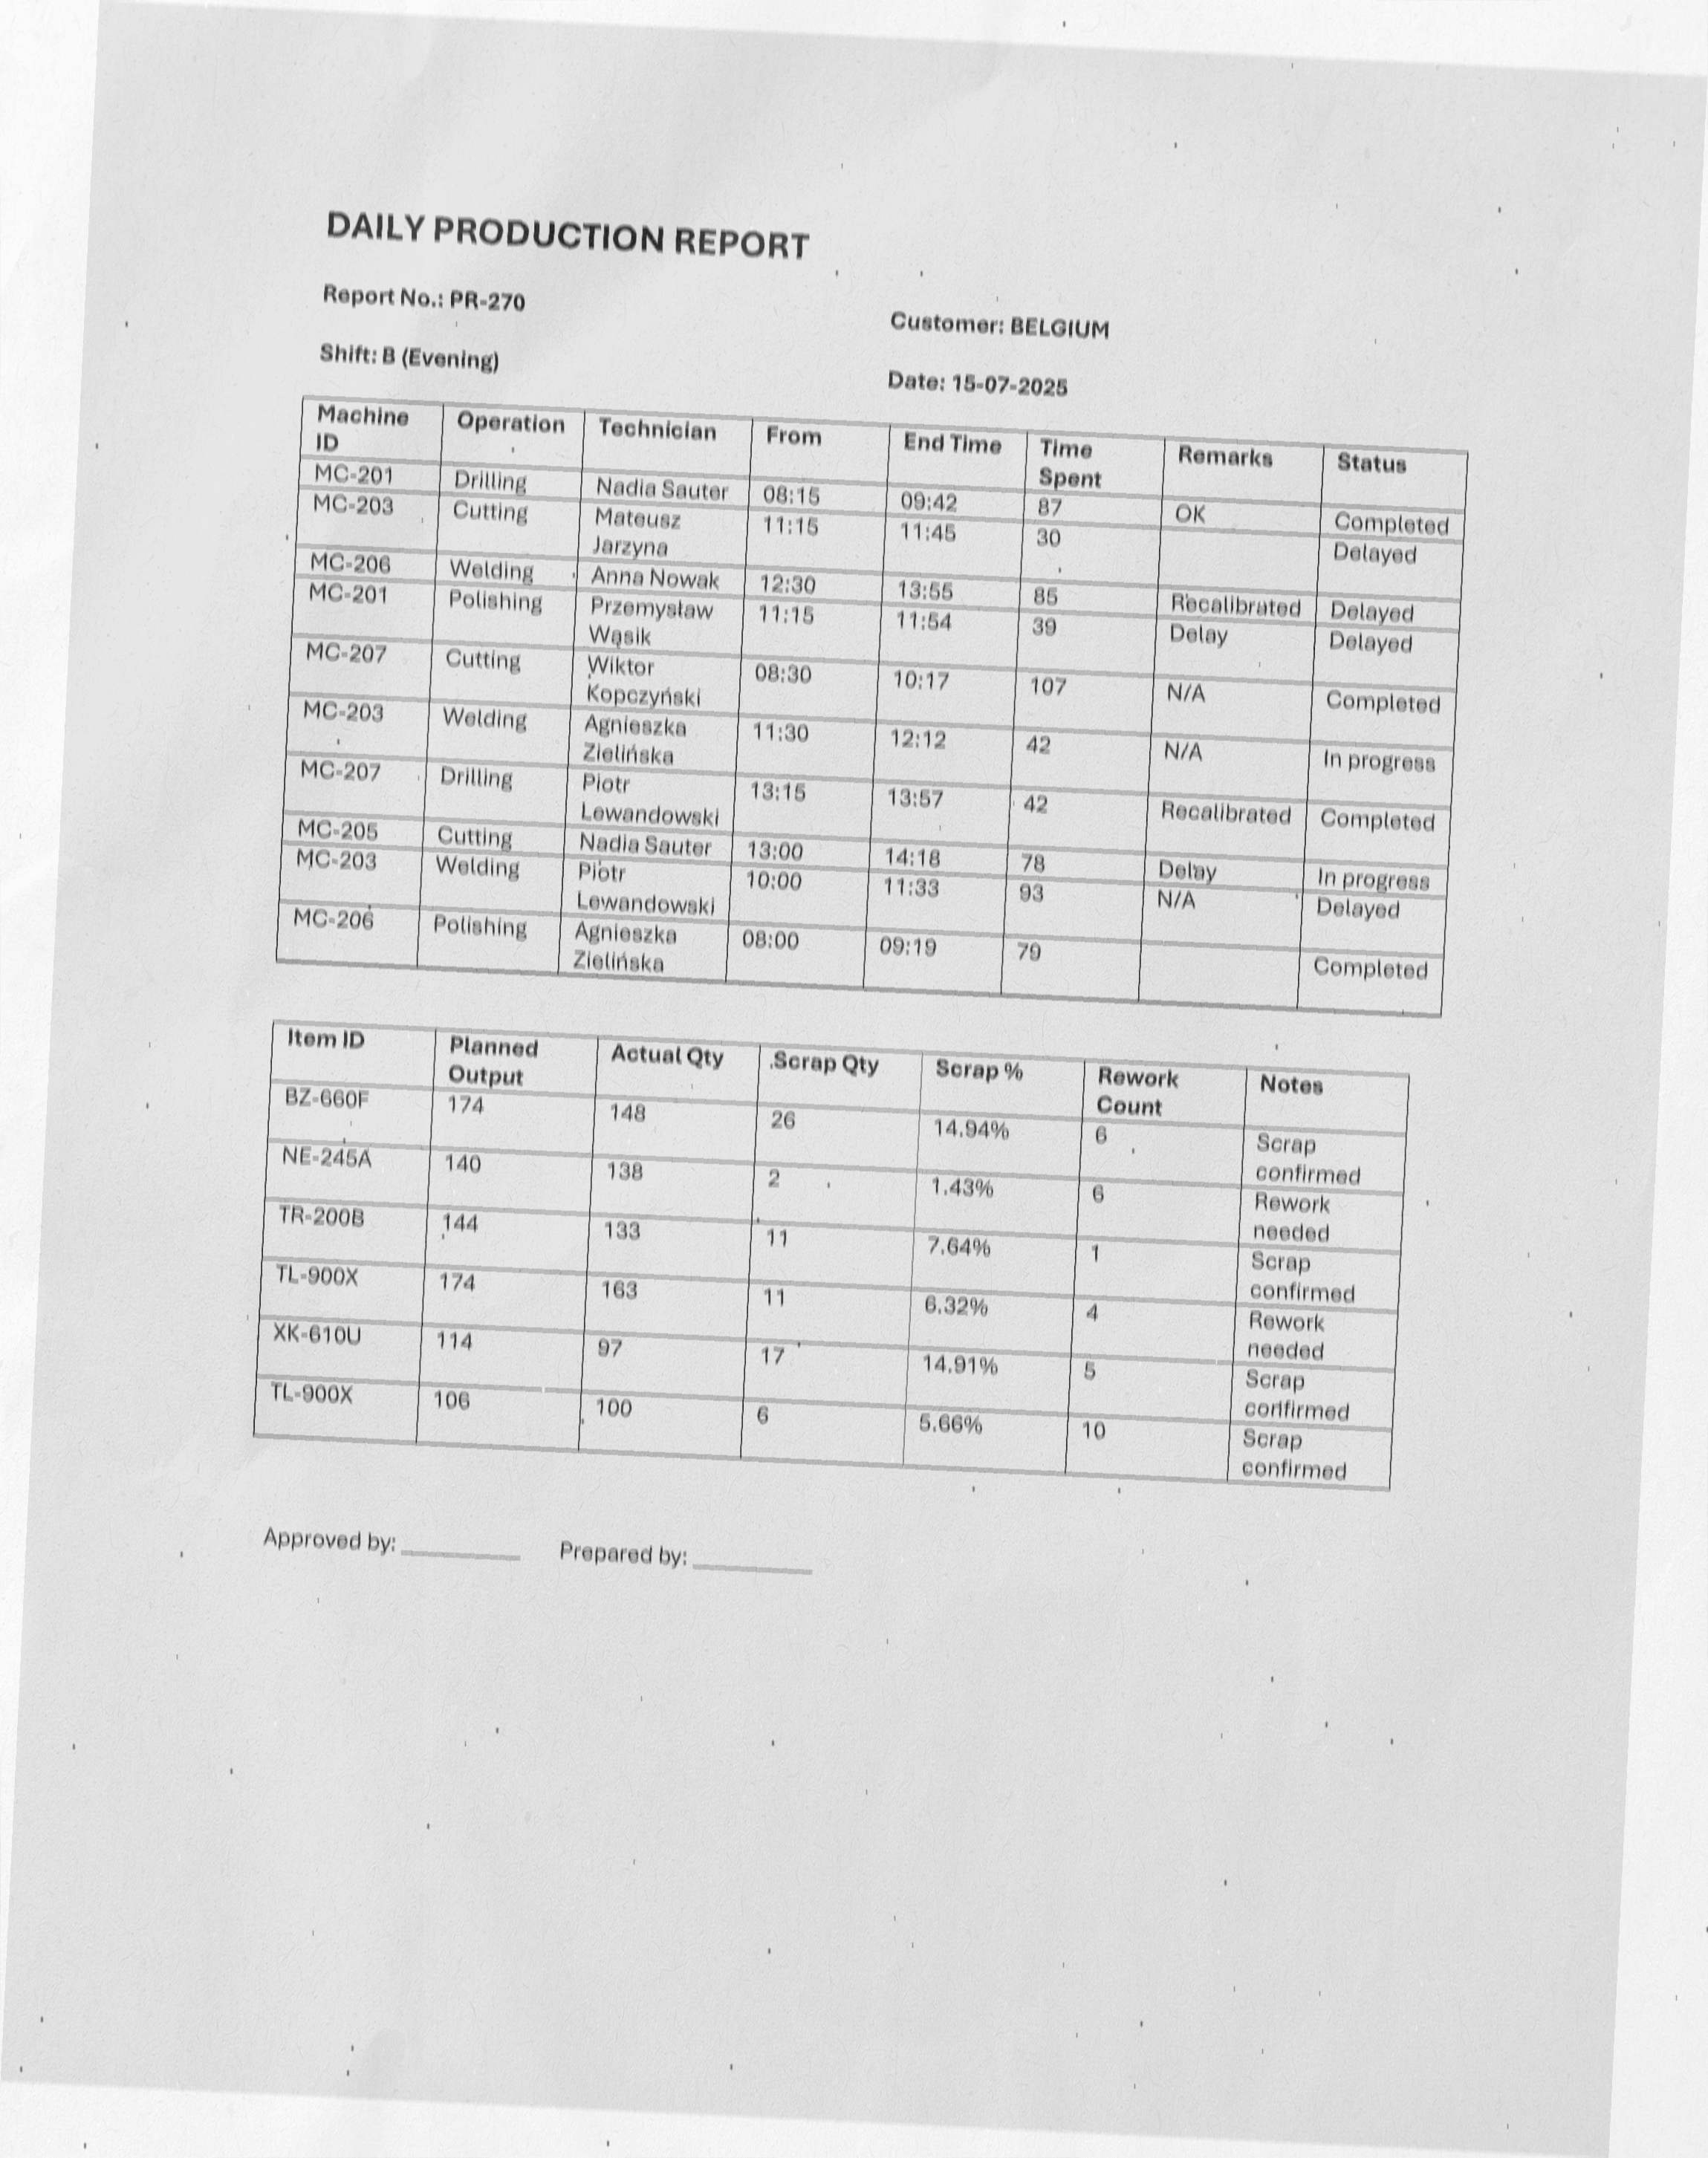 DAILY PRODUCTION REPORT
Report No.: PR-270
Customer: BELGIUM
Shift: B (Evening)
Date: 15-07-2025
Machine ID Operation Technician From End Time Time Spent Remarks Status
MC-201 Drilling Nadia Sauter 08:15 09:42 87 OK Completed
MC-203 Cutting Mateusz Jarzyna 11:15 11:45 30 Delayed
MC-206 Welding Anna Nowak 12:30 13:55 85 Recalibrated Delayed
MC-201 Polishing Przemysław Wąsik 11:15 11:54 39 Delay Delayed
MC-207 Cutting Wiktor Kopczyński 08:30 10:17 107 N/A Completed
MC-203 Welding Agnieszka Zielińska 11:30 12:12 42 N/A In progress
MC-207 Drilling Piotr Lewandowski 13:15 13:57 42 Recalibrated Completed
MC-205 Cutting Nadia Sauter 13:00 14:18 78 Delay In progress
MC-203 Welding Piotr Lewandowski 10:00 11:33 93 N/A Delayed
MC-206 Polishing Agnieszka Zielińska 08:00 09:19 79 Completed
Item ID Planned Output Actual Qty Scrap Qty Scrap % Rework Count Notes
BZ-660F 174 148 26 14.94% 6 Scrap confirmed
NE-245A 140 138 2 1.43% 6 Rework needed
TR-200B 144 133 11 7.64% 1 Scrap confirmed
TL-900X 174 163 11 6.32% 4 Rework needed
XK-610U 114 97 17 14.91% 5 Scrap confirmed
TL-900X 106 100 6 5.66% 10 Scrap confirmed
Approved by: __________ Prepared by: __________